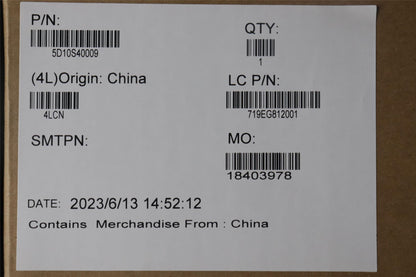 P/N:
5D10S40009
QTY:
1
(4L)Origin: China
4LCN
LC P/N:
719EG812001
SMTPN:
MO:
18403978
DATE: 2023/6/13 14:52:12
Contains Merchandise From : China